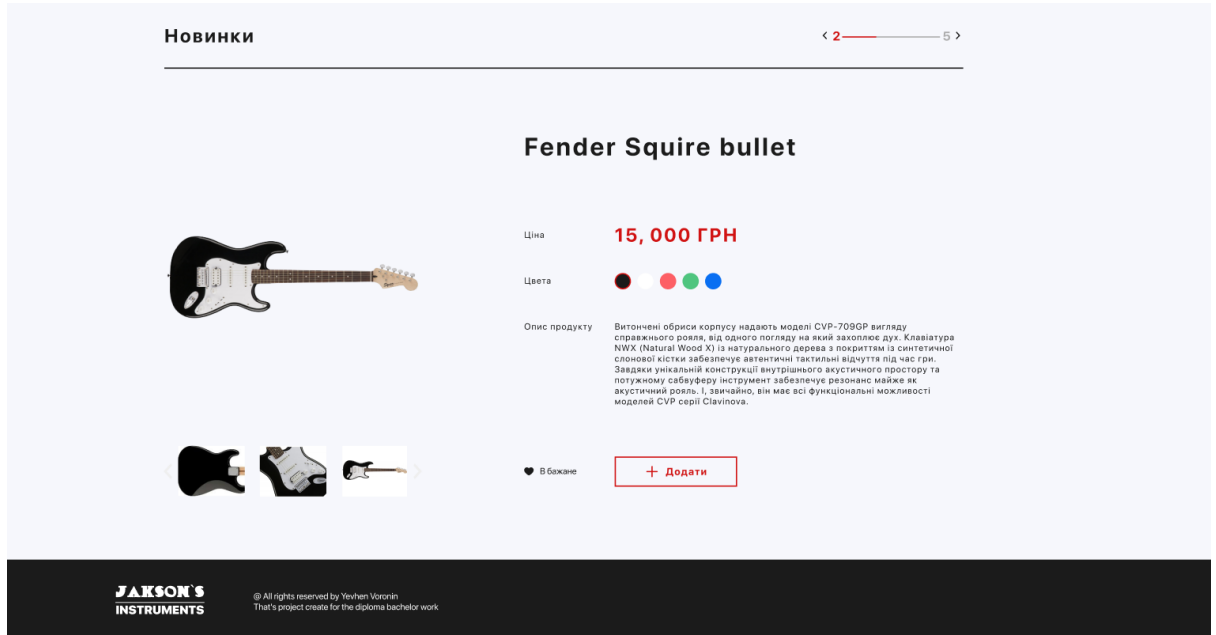 Новинки
2 5
Fender Squire bullet
Ціна
15, 000 ГРН
Цвета
Опис продукту
Витончені обриси корпусу надають моделі CVP-709GP вигляду
справжнього рояля, від одного погляду на який захоплює дух. Клавіатура
NWX (Natural Wood X) із натурального дерева з покриттям із синтетичної
слонової кістки забезпечує автентичні тактильні відчуття під час гри.
Завдяки унікальній конструкції внутрішнього акустичного простору та
потужному сабвуферу інструмент забезпечує резонанс майже як
акустичний рояль. І, звичайно, він має всі функціональні можливості
моделей CVP серії Clavinova.
В бажане
+ Додати
JAKSON`S
INSTRUMENTS
@ All rights reserved by Yevhen Voronin
That's project create for the diploma bachelor work